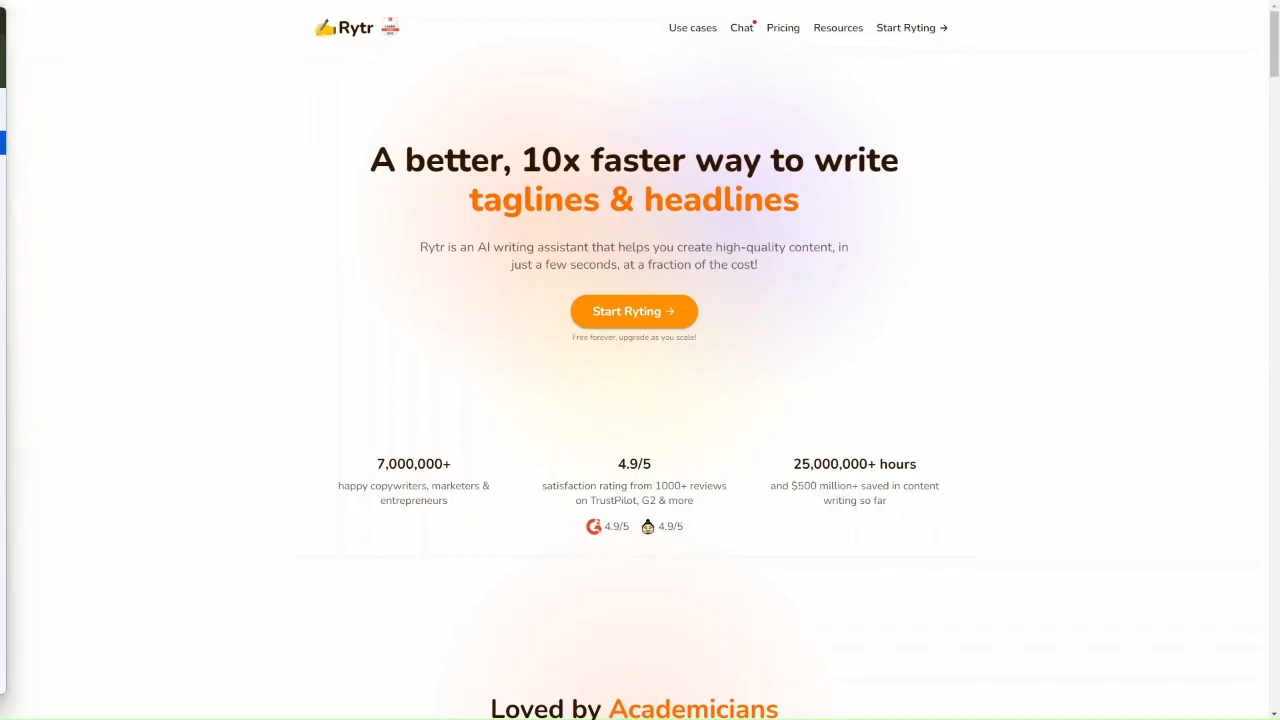 Rytr
Use cases
Chat
Pricing
Resources
Start Ryting →
A better, 10x faster way to write
taglines & headlines
Rytr is an AI writing assistant that helps you create high-quality content, in
just a few seconds, at a fraction of the cost!
Start Ryting →
Free forever, upgrade as you scale!
7,000,000+
happy copywriters, marketers &
entrepreneurs
4.9/5
satisfaction rating from 1000+ reviews
on TrustPilot, G2 & more
4.9/5
4.9/5
25,000,000+ hours
and $500 million+ saved in content
writing so far
Loved by Academicians